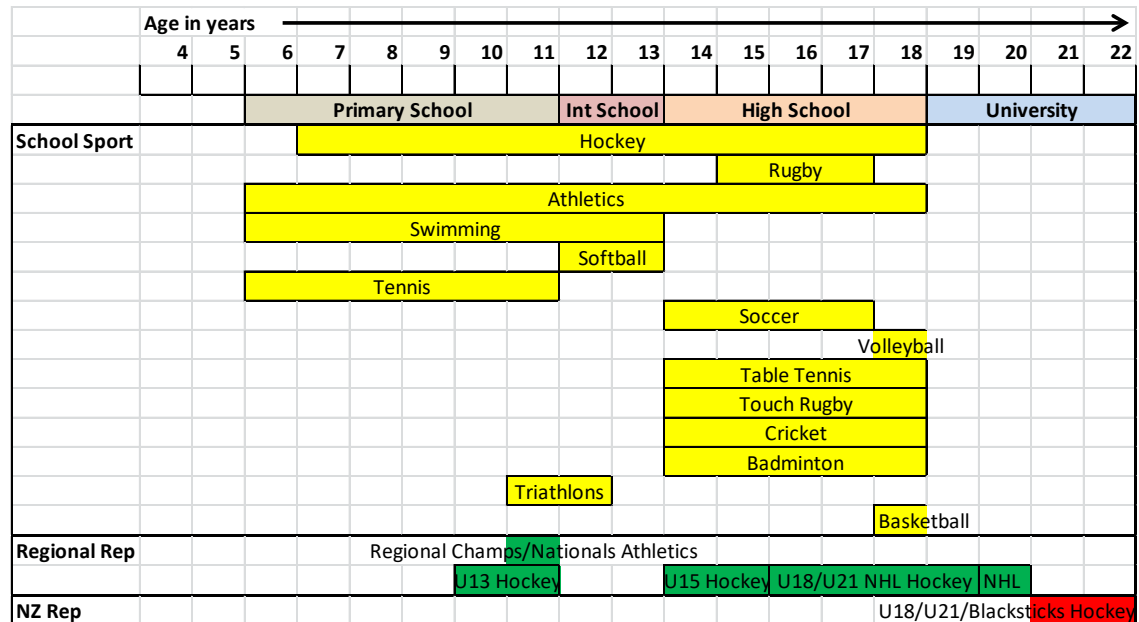 Age in years
4 5 6 7 8 9 10 11 12 13 14 15 16 17 18 19 20 21 22
Primary School Int School High School University
School Sport Hockey
Rugby
Athletics
Swimming
Softball
Tennis
Soccer
Volleyball
Table Tennis
Touch Rugby
Cricket
Badminton
Triathlons
Basketball
Regional Rep Regional Champs/Nationals Athletics
U13 Hockey U15 Hockey U18/U21 NHL Hockey NHL
NZ Rep U18/U21/Blacksticks Hockey